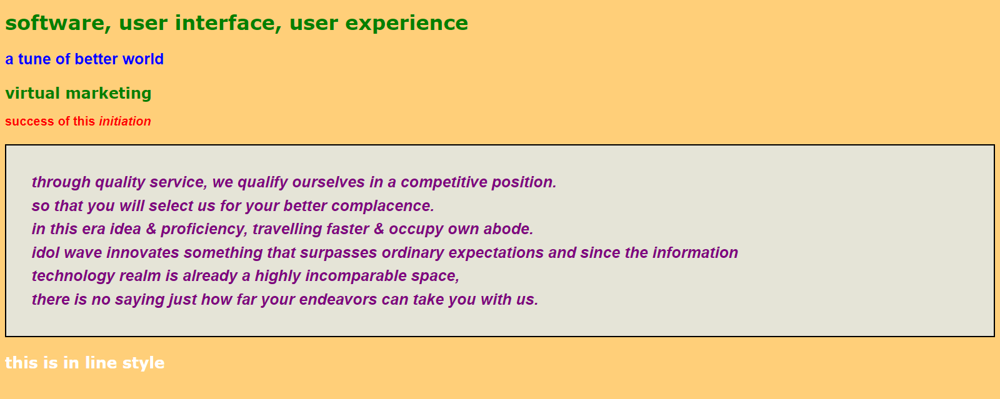 software, user interface, user experience
a tune of better world
virtual marketing
success of this initiation
through quality service, we qualify ourselves in a competitive position.
so that you will select us for your better complacence.
in this era idea & proficiency, travelling faster & occupy own abode.
idol wave innovates something that surpasses ordinary expectations and since the information
technology realm is already a highly incomparable space,
there is no saying just how far your endeavors can take you with us.
this is in line style